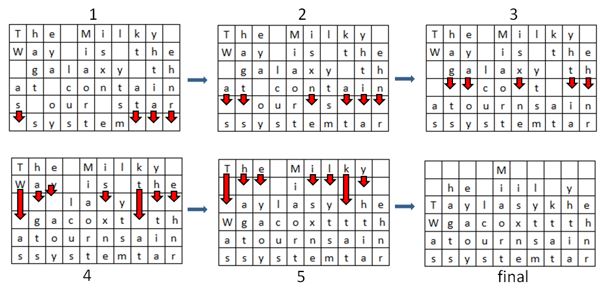 1
T h e M i l k y
W a y i s t h e
g a l a x y t h
a t c o n t a i n
s o u r s t a r
s s y s t e m t a r
2
T h e M i l k y
W a y i s t h e
g a l a x y t h
a t c o n t a i n
o u r s
s s y s t e m t a r
3
T h e M i l k y
W a y i s t h e
g a l a x y t h
c o t
a t o u r n s a i n
s s y s t e m t a r
T h e M i l k y
W a y i s t h e
l a y
g a c o x t t h
a t o u r n s a i n
s s y s t e m t a r
4
T h e M i l k y
i
a y l a s y h e
W g a c o x t t t h
a t o u r n s a i n
s s y s t e m t a r
5
M
h e i i l y
T a y l a s y k h e
W g a c o x t t t h
a t o u r n s a i n
s s y s t e m t a r
final